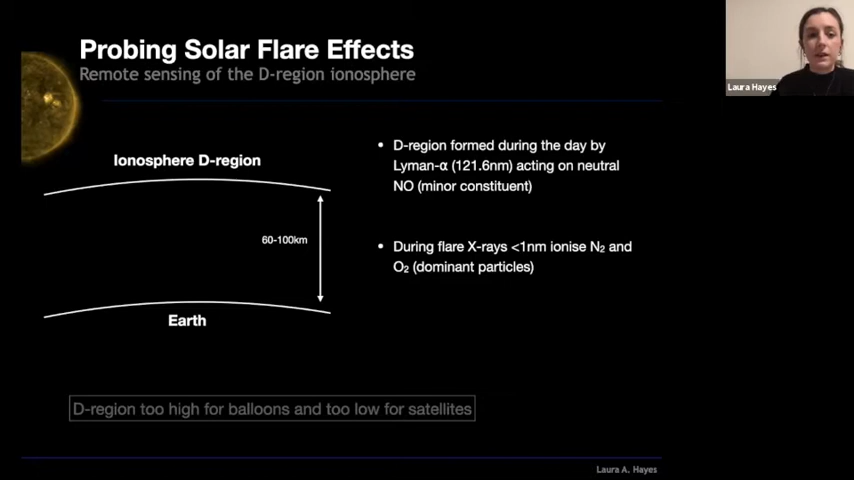 Probing Solar Flare Effects
Remote sensing of the D-region ionosphere
Laura Hayes
Ionosphere D-region
60-100km
Earth
• D-region formed during the day by
Lyman-α (121.6nm) acting on neutral
NO (minor constituent)
• During flare X-rays <1nm ionise N₂ and
O₂ (dominant particles)
D-region too high for balloons and too low for satellites
Laura A. Hayes